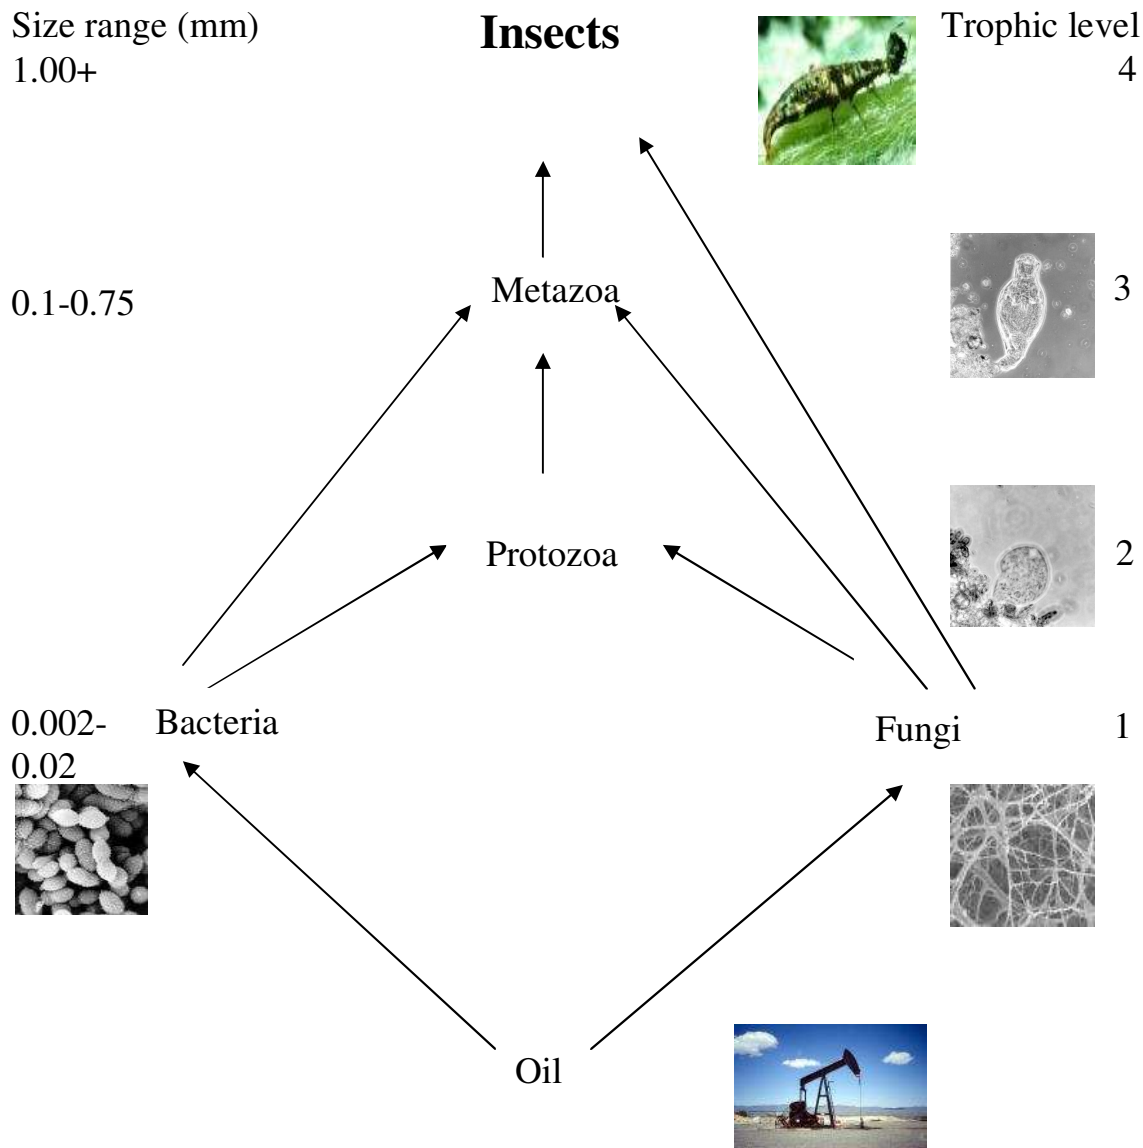 Size range (mm)
Insects
Trophic level
1.00+
4
Metazoa
0.1-0.75
3
Protozoa
2
0.002-
0.02
Bacteria
Fungi
1
Oil